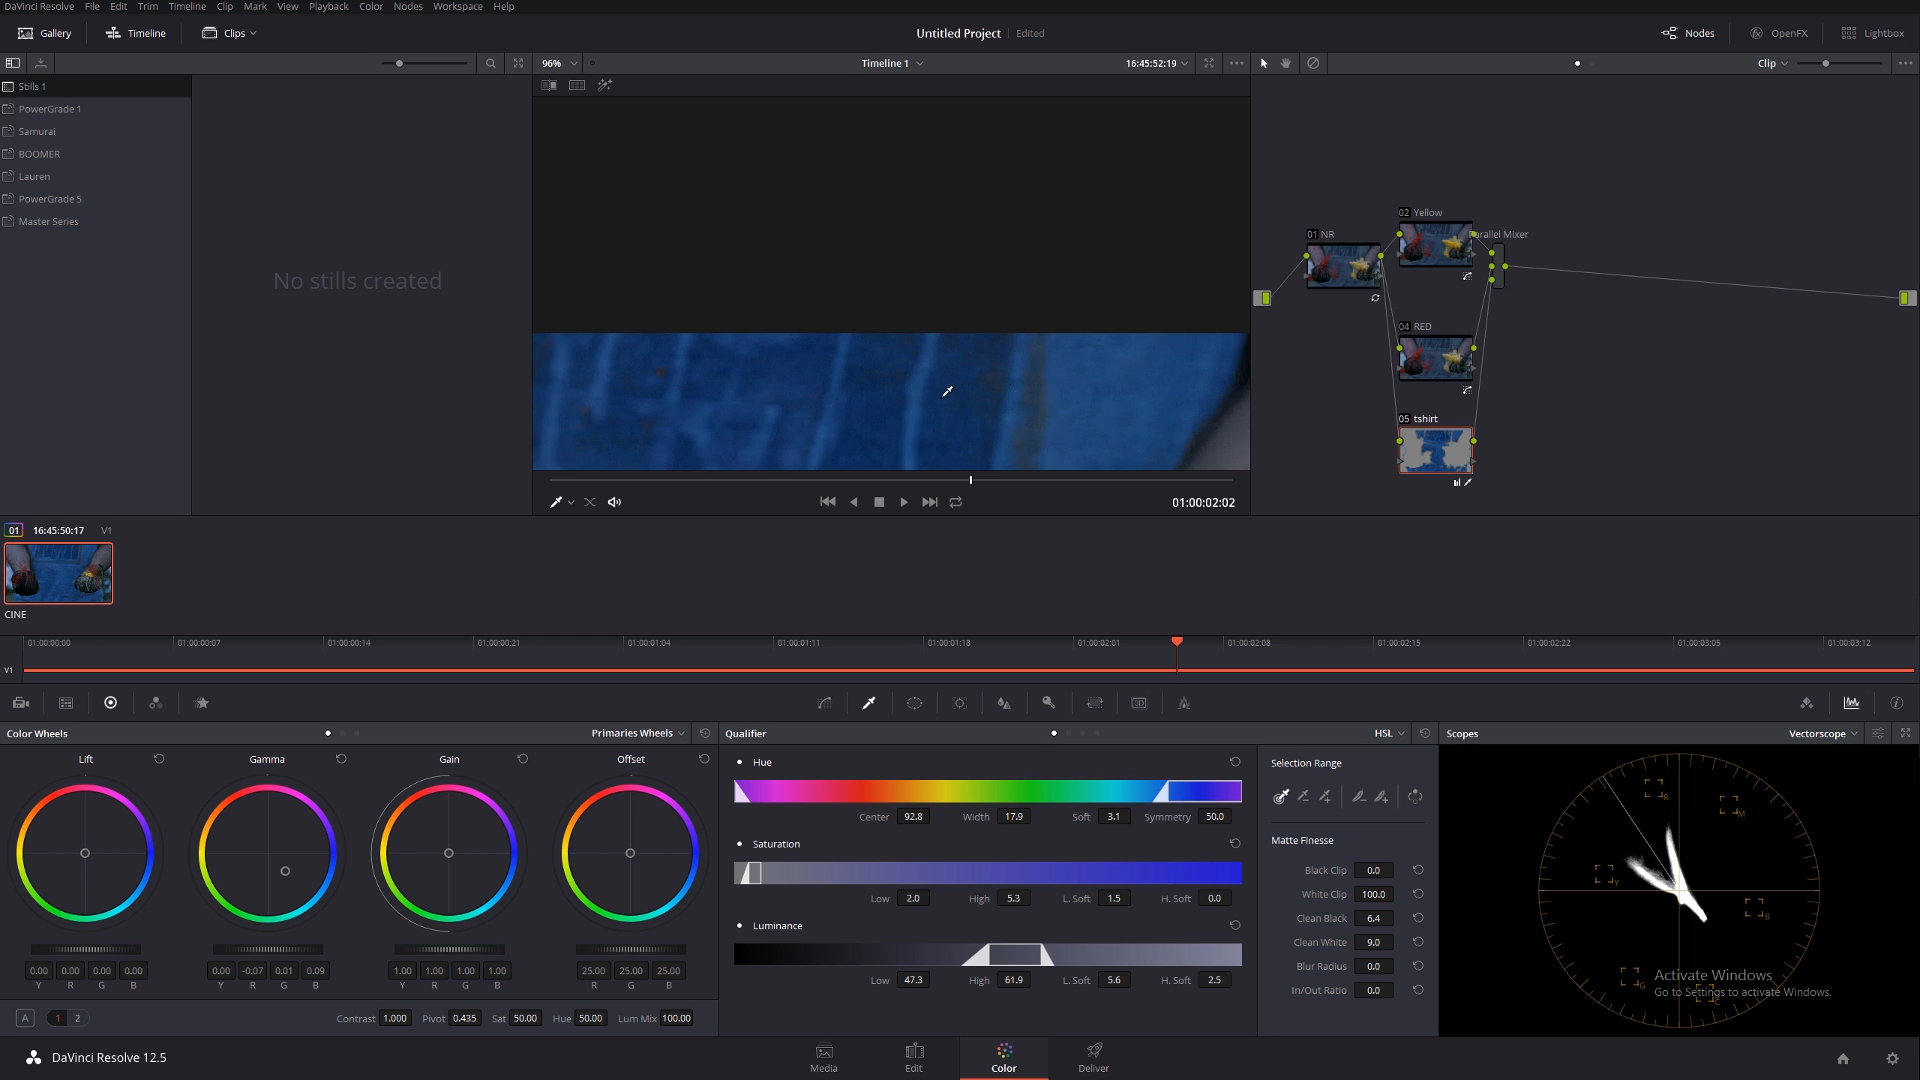 DaVinci Resolve File Edit Trim Timeline Clip Mark View Playback Color Nodes Workspace Help
Gallery Timeline Clips Untitled Project Edited Nodes OpenFX Lightbox
96% Timeline 1 16:45:52:19 Clip
Stills 1
PowerGrade 1
Samurai
BOOMER
Lauren
PowerGrade 5
Master Series
No stills created
02 Yellow
01 NR
Parallel Mixer
04 RED
05 tshirt
01:00:02:02
01 16:45:50:17 V1
CINE
01:00:00:00 01:00:00:07 01:00:00:14 01:00:00:21 01:00:01:04 01:00:01:11 01:00:01:18 01:00:02:01 01:00:02:08 01:00:02:15 01:00:02:22 01:00:03:05 01:00:03:12
V1
3D
Color Wheels Primaries Wheels Qualifier HSL Scopes Vectorscope
Lift Gamma Gain Offset
0.00 0.00 0.00 0.00 0.00 -0.07 0.01 0.09 1.00 1.00 1.00 1.00 25.00 25.00 25.00
Y R G B Y R G B Y R G B R G B
A 1 2 Contrast 1.000 Pivot 0.435 Sat 50.00 Hue 50.00 Lum Mix 100.00
Hue
Center 92.8 Width 17.9 Soft 3.1 Symmetry 50.0
Saturation
Low 2.0 High 5.3 L. Soft 1.5 H. Soft 0.0
Luminance
Low 47.3 High 61.9 L. Soft 5.6 H. Soft 2.5
Selection Range
Matte Finesse
Black Clip 0.0
White Clip 100.0
Clean Black 6.4
Clean White 9.0
Blur Radius 0.0
In/Out Ratio 0.0
R
M
Y
B
G
C
Activate Windows
Go to Settings to activate Windows.
DaVinci Resolve 12.5
Media Edit Color Deliver